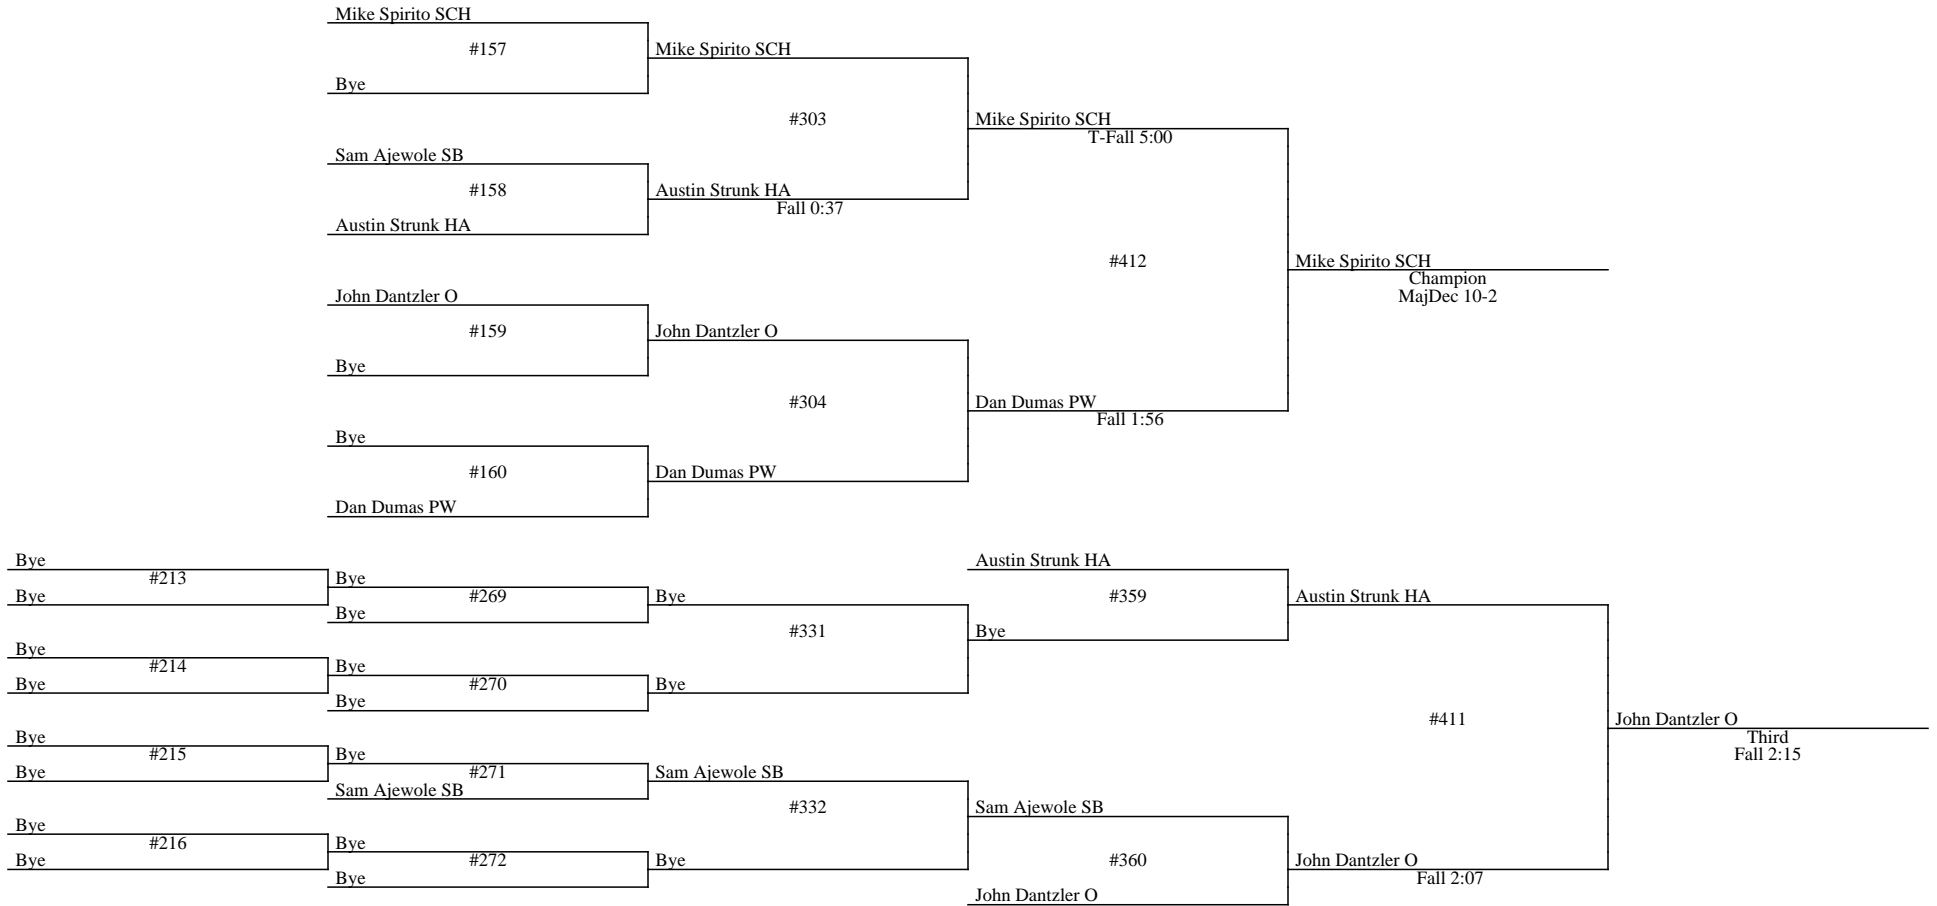 Mike Spirito SCH
#157
Mike Spirito SCH
Bye
#303
Mike Spirito SCH
T-Fall 5:00
Sam Ajewole SB
#158
Austin Strunk HA
Fall 0:37
Austin Strunk HA
#412
Mike Spirito SCH
Champion
MajDec 10-2
John Dantzler O
#159
John Dantzler O
Bye
#304
Dan Dumas PW
Fall 1:56
Bye
#160
Dan Dumas PW
Dan Dumas PW
Bye
#213
Bye
Bye
#269
Bye
Bye
#331
Austin Strunk HA
#359
Austin Strunk HA
Bye
Bye
#214
Bye
Bye
#270
Bye
Bye
#411
John Dantzler O
Third
Fall 2:15
Bye
#215
Bye
Bye
#271
Sam Ajewole SB
Sam Ajewole SB
#332
Sam Ajewole SB
Bye
#216
Bye
Bye
#272
Bye
Bye
#360
John Dantzler O
Fall 2:07
John Dantzler O